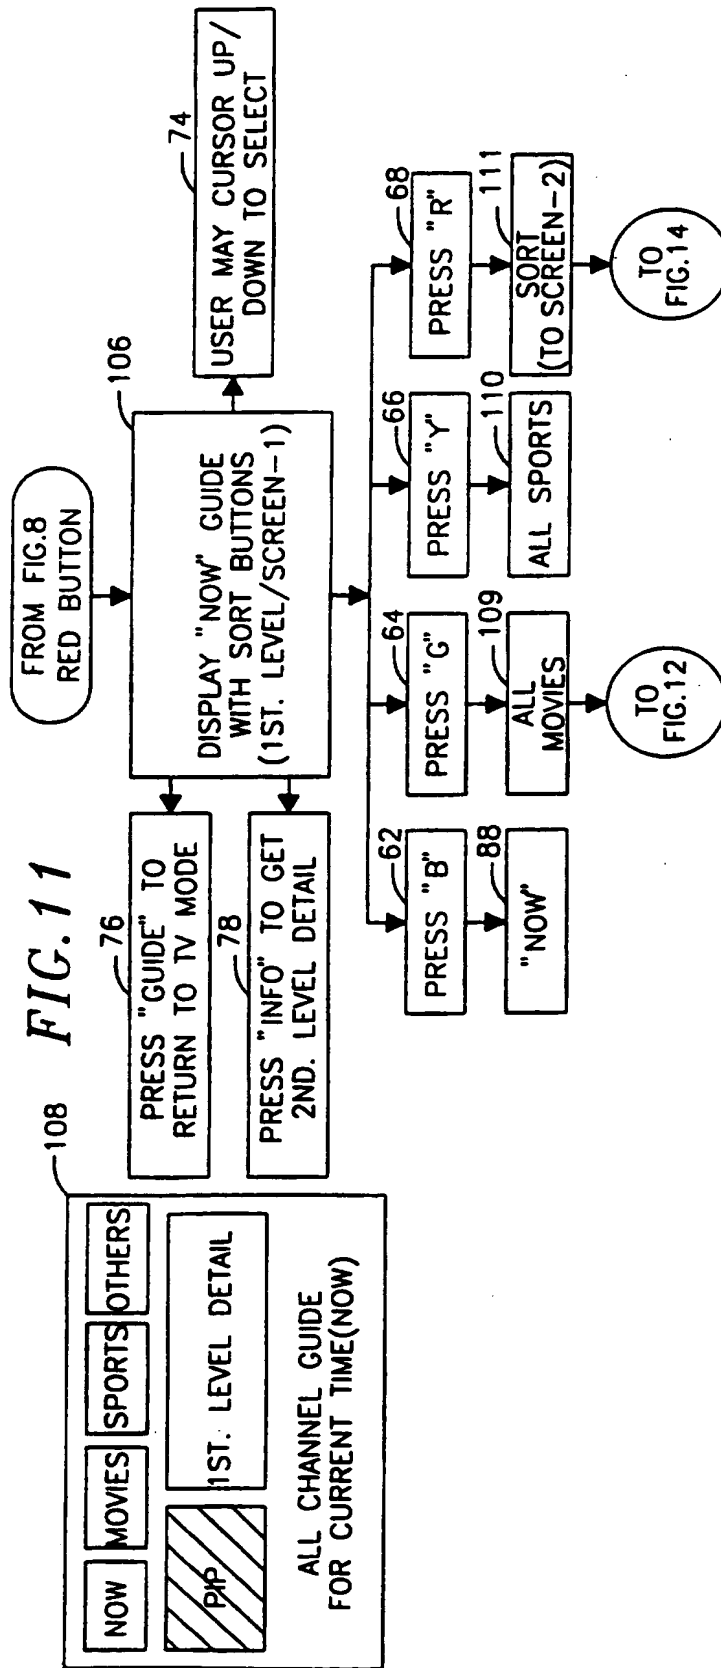 FIG.11
108
NOW
MOVIES
SPORTS
OTHERS
PIP
1ST. LEVEL DETAIL
ALL CHANNEL GUIDE
FOR CURRENT TIME(NOW)
FROM FIG.8
RED BUTTON
106
DISPLAY "NOW" GUIDE
WITH SORT BUTTONS
(1ST. LEVEL/SCREEN-1)
76
PRESS "GUIDE" TO
RETURN TO TV MODE
78
PRESS "INFO" TO GET
2ND. LEVEL DETAIL
74
USER MAY CURSOR UP/
DOWN TO SELECT
62
PRESS "B"
88
"NOW"
64
PRESS "G"
109
ALL
MOVIES
TO
FIG.12
66
PRESS "Y"
110
ALL SPORTS
68
PRESS "R"
111
SORT
(TO SCREEN-2)
TO
FIG.14